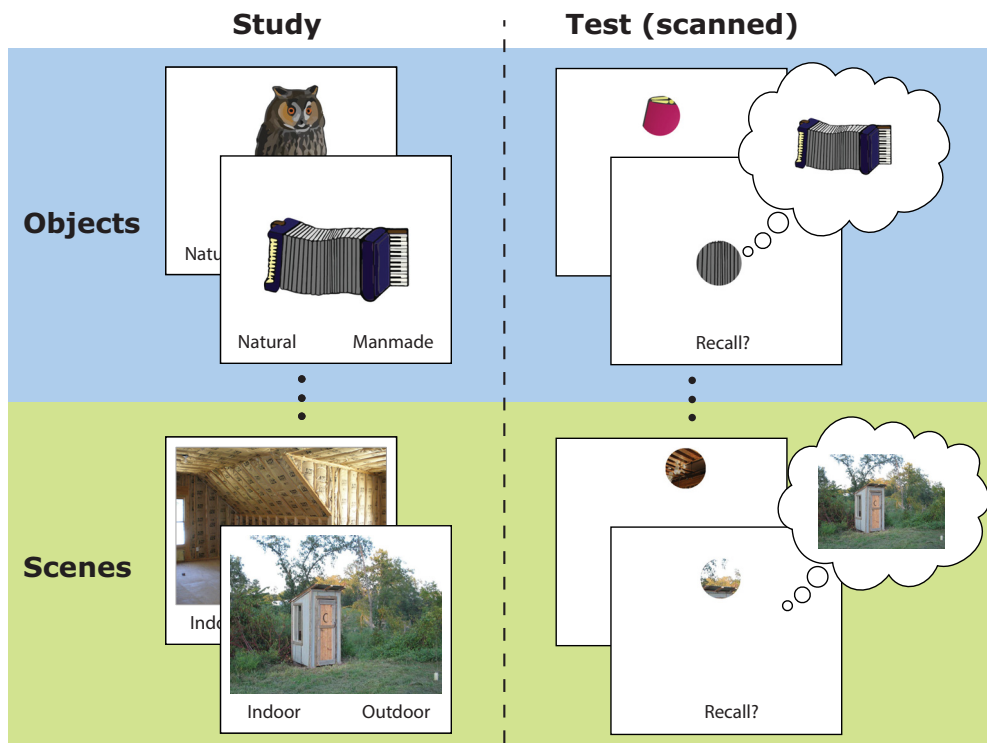 Study
Test (scanned)
Objects
Natural Manmade
Recall?
Scenes
Indoor Outdoor
Recall?